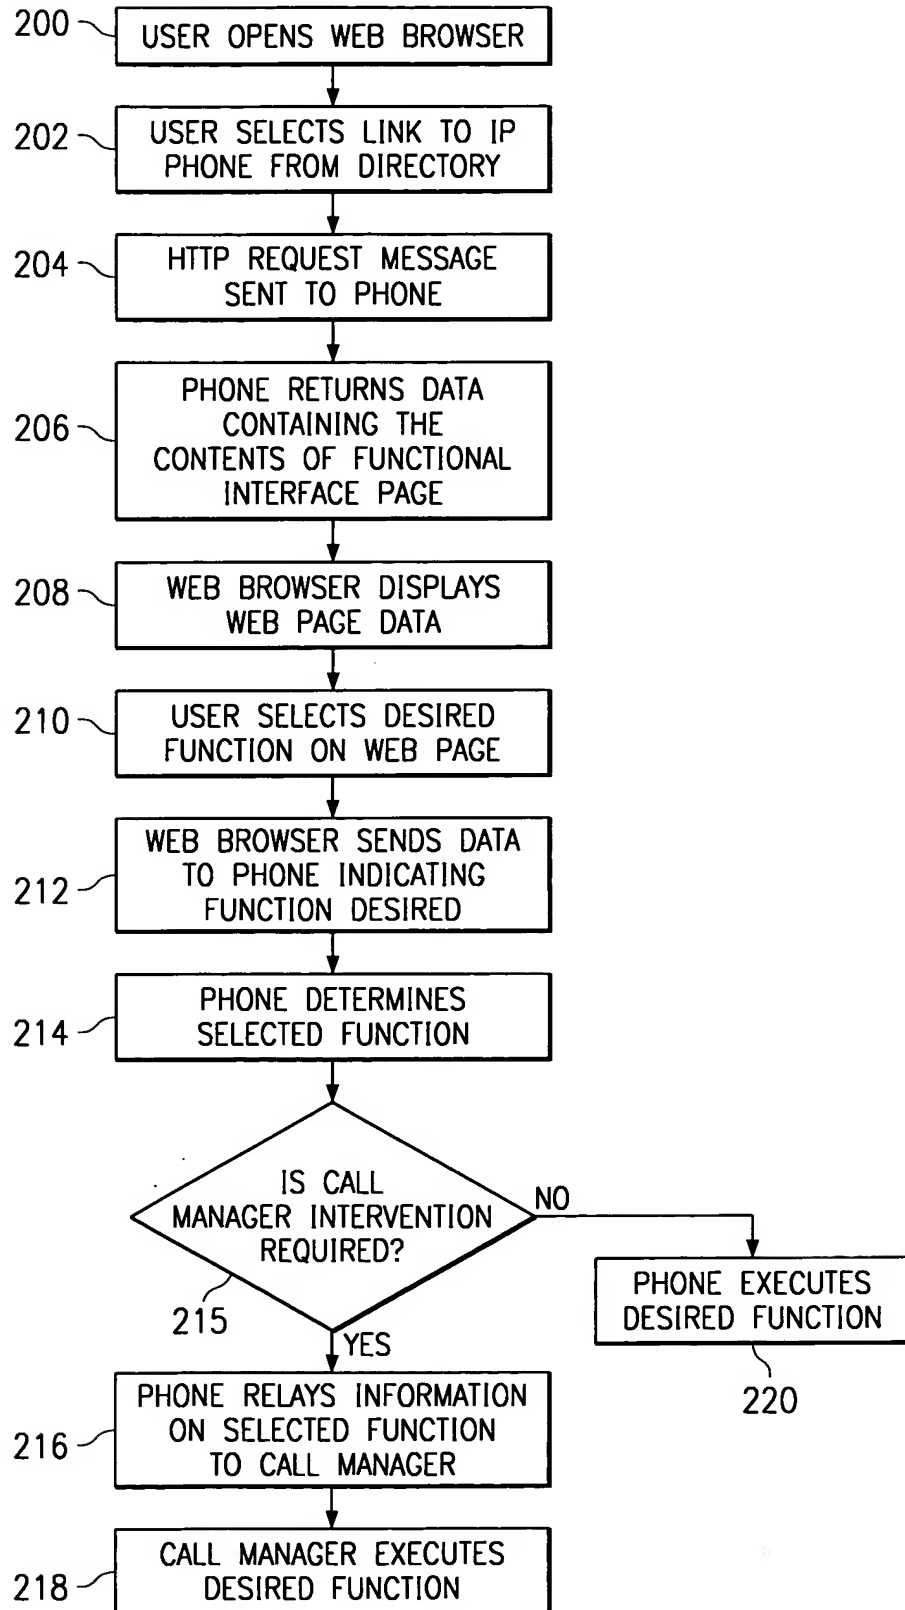 200
USER OPENS WEB BROWSER
202
USER SELECTS LINK TO IP
PHONE FROM DIRECTORY
204
HTTP REQUEST MESSAGE
SENT TO PHONE
206
PHONE RETURNS DATA
CONTAINING THE
CONTENTS OF FUNCTIONAL
INTERFACE PAGE
208
WEB BROWSER DISPLAYS
WEB PAGE DATA
210
USER SELECTS DESIRED
FUNCTION ON WEB PAGE
212
WEB BROWSER SENDS DATA
TO PHONE INDICATING
FUNCTION DESIRED
214
PHONE DETERMINES
SELECTED FUNCTION
IS CALL
MANAGER INTERVENTION
REQUIRED?
215
NO
PHONE EXECUTES
DESIRED FUNCTION
220
YES
216
PHONE RELAYS INFORMATION
ON SELECTED FUNCTION
TO CALL MANAGER
218
CALL MANAGER EXECUTES
DESIRED FUNCTION